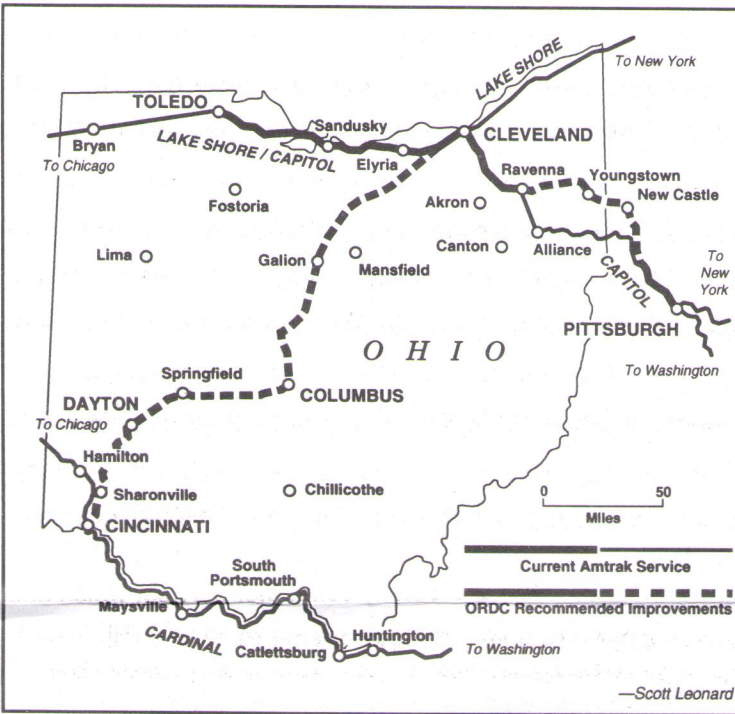 LAKE SHORE
To New York
TOLEDO
Sandusky
CLEVELAND
Bryan
To Chicago
LAKE SHORE / CAPITOL
Elyria
Ravenna
Youngstown
New Castle
Fostoria
Akron
Lima
Galion
Mansfield
Canton
Alliance
CAPITOL
To
New
York
PITTSBURGH
OHIO
To Washington
Springfield
COLUMBUS
DAYTON
To Chicago
Hamilton
Sharonville
Chillicothe
CINCINNATI
0 50
Miles
Current Amtrak Service
ORDC Recommended Improvements
South
Portsmouth
Maysville
CARDINAL
Catlettsburg
Huntington
To Washington
—Scott Leonard